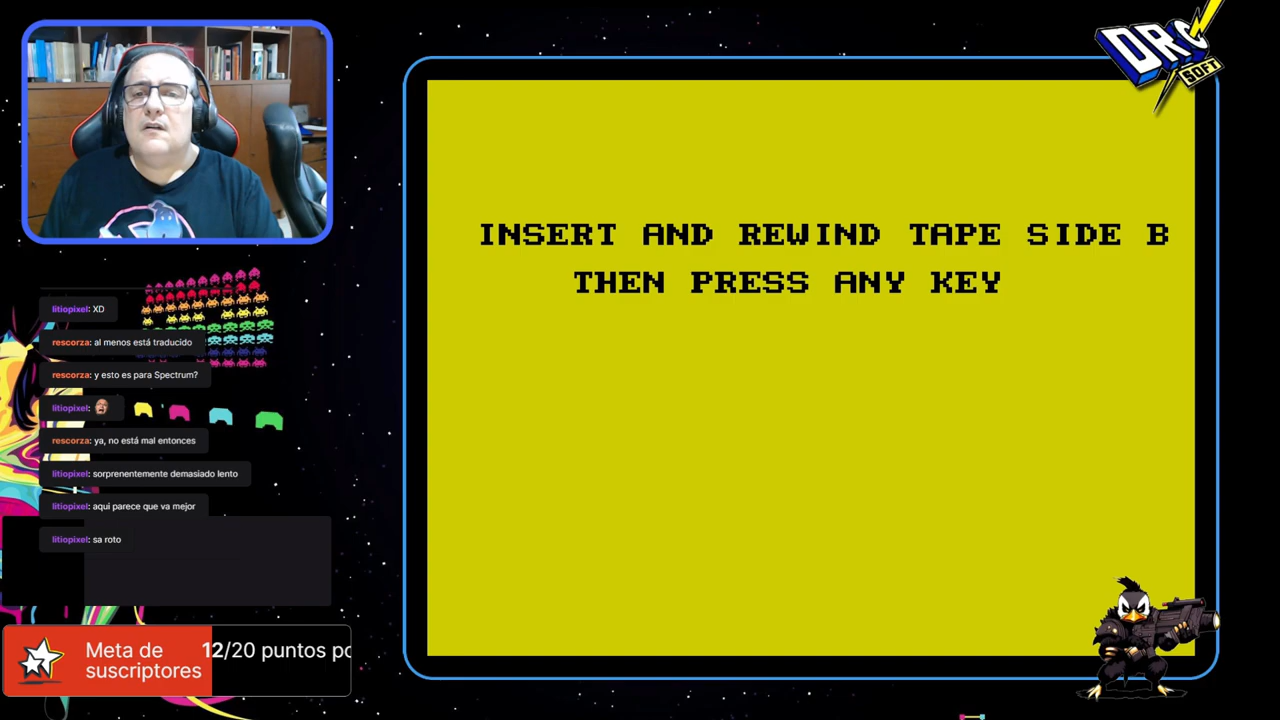 DRO
SOFT
INSERT AND REWIND TAPE SIDE B
THEN PRESS ANY KEY
litiopixel: XD
rescorza: al menos está traducido
rescorza: y esto es para Spectrum?
litiopixel:
rescorza: ya, no está mal entonces
litiopixel: sorprenentemente demasiado lento
litiopixel: aqui parece que va mejor
litiopixel: sa roto
Meta de
suscriptores
12/20 puntos po